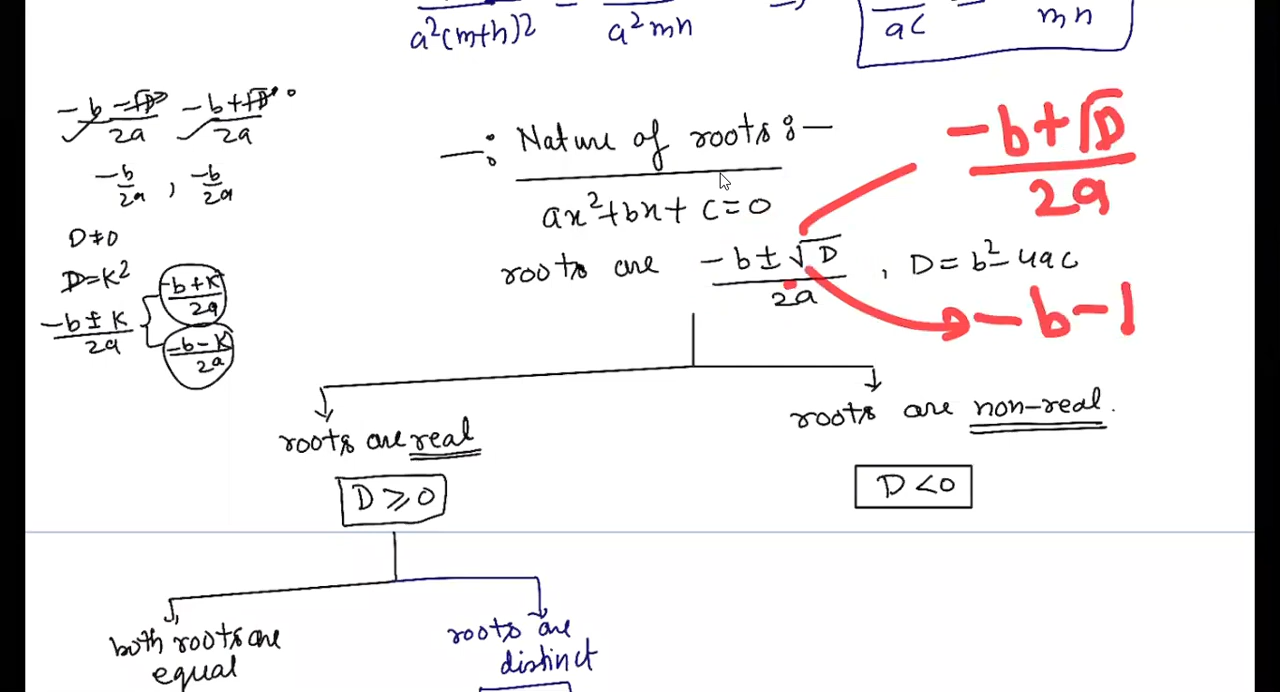 a²(m+n)² = a²mn ⇒ ac = mn
-b-√D/2a -b+√D/2a
-b/2a , -b/2a
D≠0
D=K²
-b±K/2a
-b+K/2a
-b-K/2a
—: Nature of roots :—
ax²+bx+c=0
roots are -b±√D/2a , D=b²-4ac
-b+√D/2a
-b-1
roots are real
D≥0
roots are non-real.
D<0
both roots are
equal
roots are
distinct